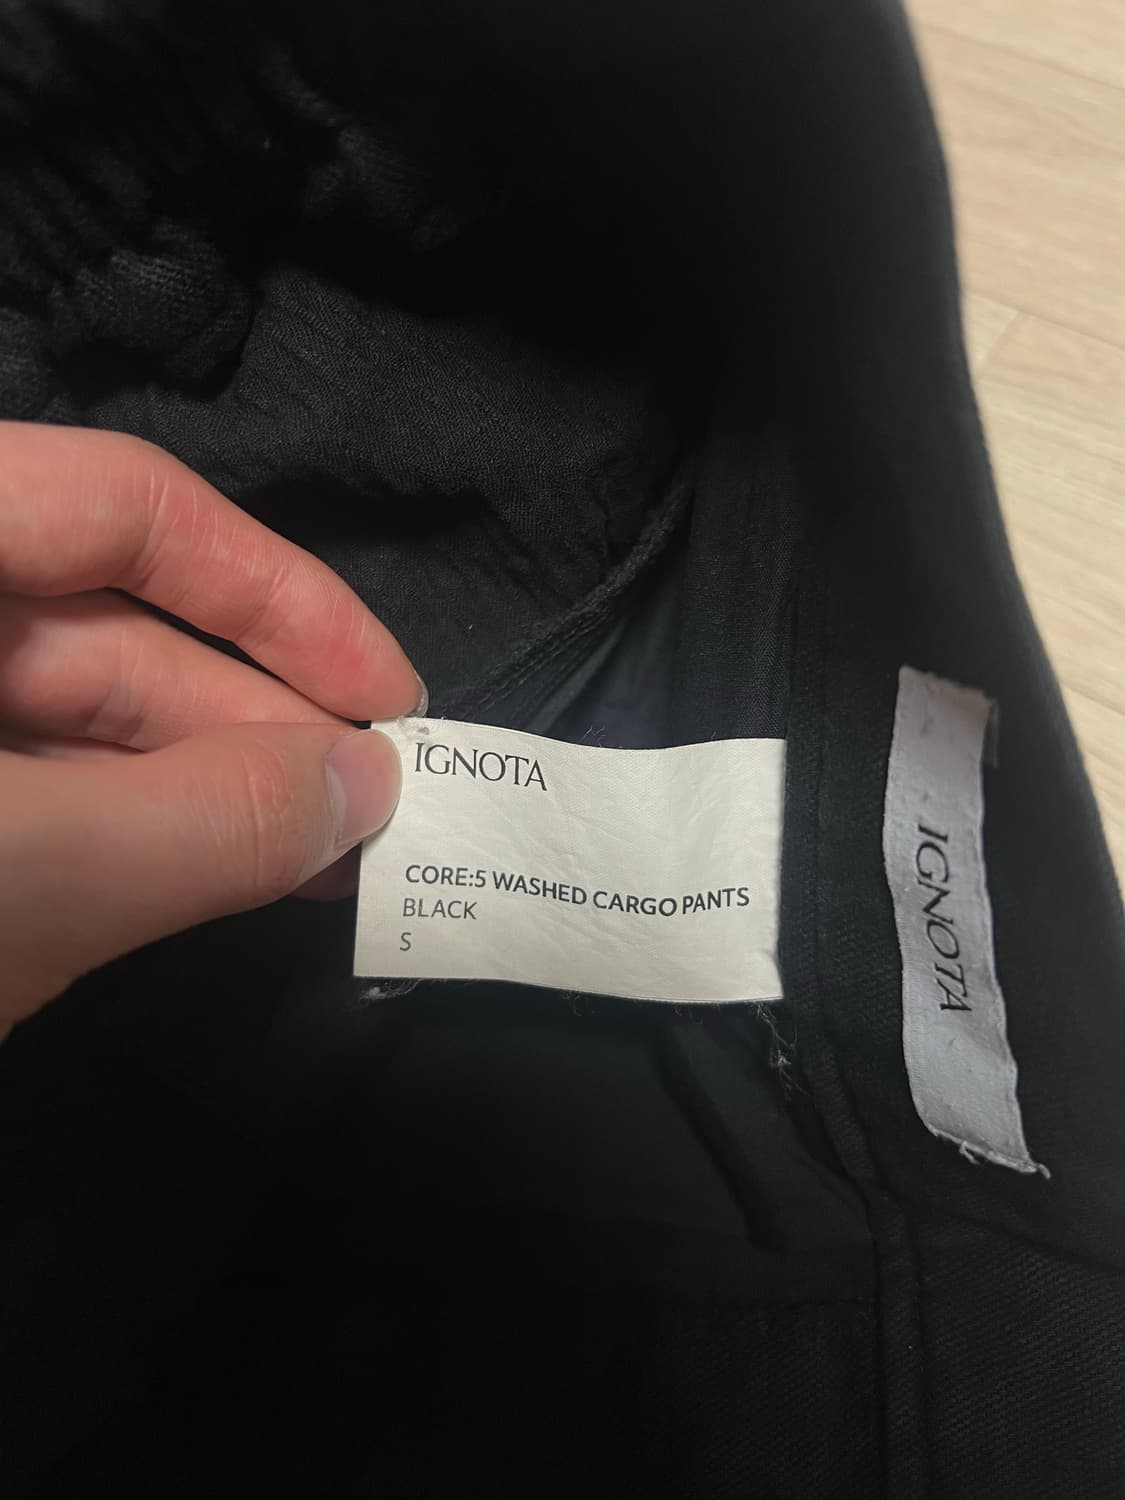 IGNOTA
CORE:5 WASHED CARGO PANTS
BLACK
S
IGNOTA